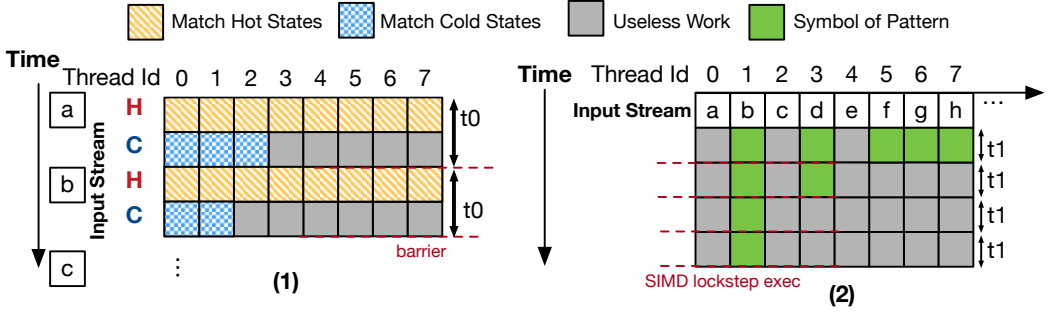 Match Hot States Match Cold States Useless Work Symbol of Pattern
Time
Thread Id 0 1 2 3 4 5 6 7
Input Stream
a H t0
C
b H t0
C
barrier
c ⋮
(1)
Time Thread Id 0 1 2 3 4 5 6 7
Input Stream a b c d e f g h ...
t1
t1
t1
t1
SIMD lockstep exec
(2)